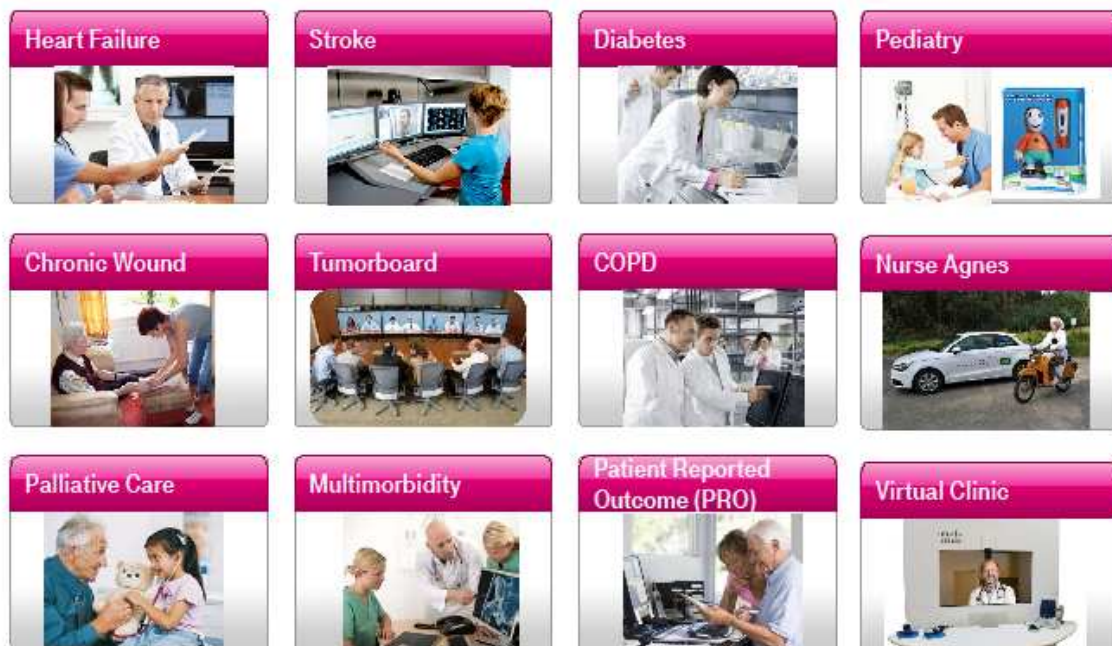 Heart Failure
Stroke
Diabetes
Pediatry
Chronic Wound
Tumorboard
COPD
Nurse Agnes
Palliative Care
Multimorbidity
Patient Reported
Outcome (PRO)
Virtual Clinic